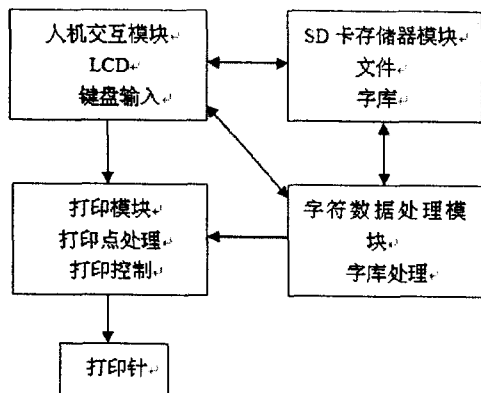 人机交互模块
LCD
键盘输入
SD 卡存储器模块
文件
字库
打印模块
打印点处理
打印控制
字符数据处理模
块
字库处理
打印针